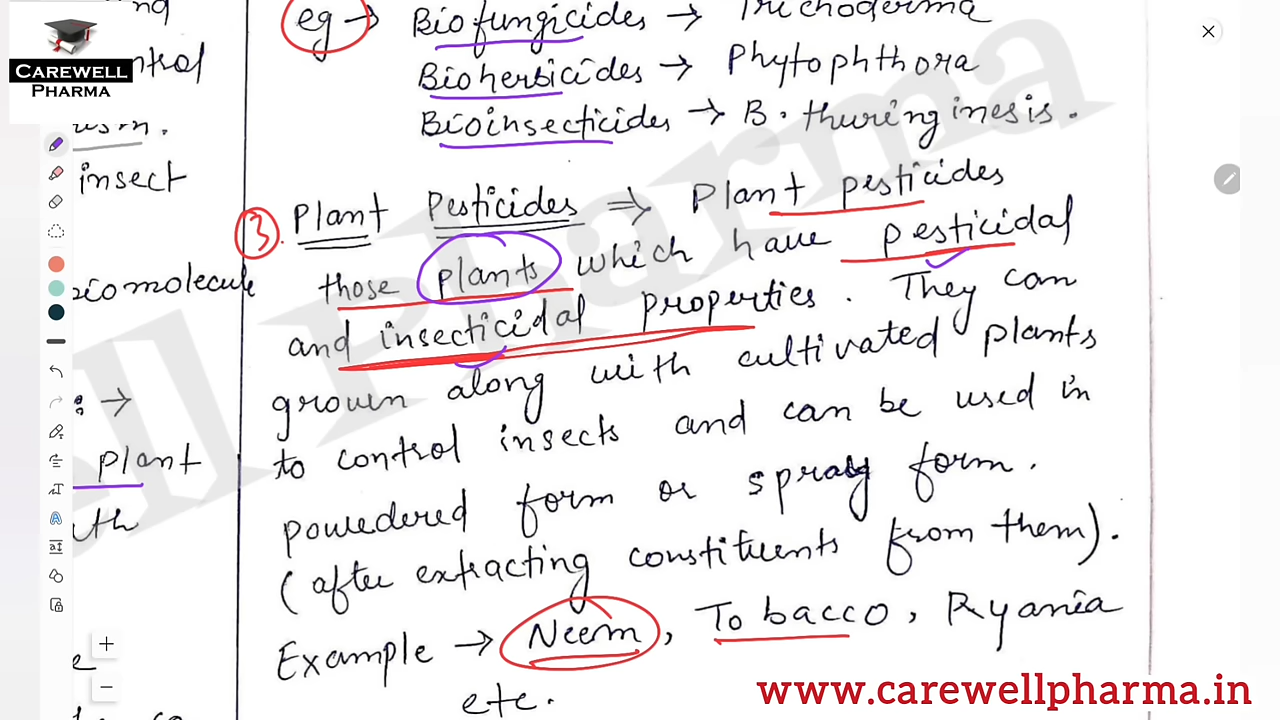 CAREWELL
PHARMA
insect
biomolecule
plant
eg → Biofungicides → Trichoderma
Bioherbicides → Phytophthora
Bioinsecticides → B. thuringinesis.
3. Plant Pesticides ⇒ Plant pesticides
those plants which have pesticidal
and insecticidal properties. They can
grown along with cultivated plants
to control insects and can be used in
powedered form or spray form.
(after extracting constituents from them).
Example → Neem, Tobacco, Ryania
etc.
www.carewellpharma.in